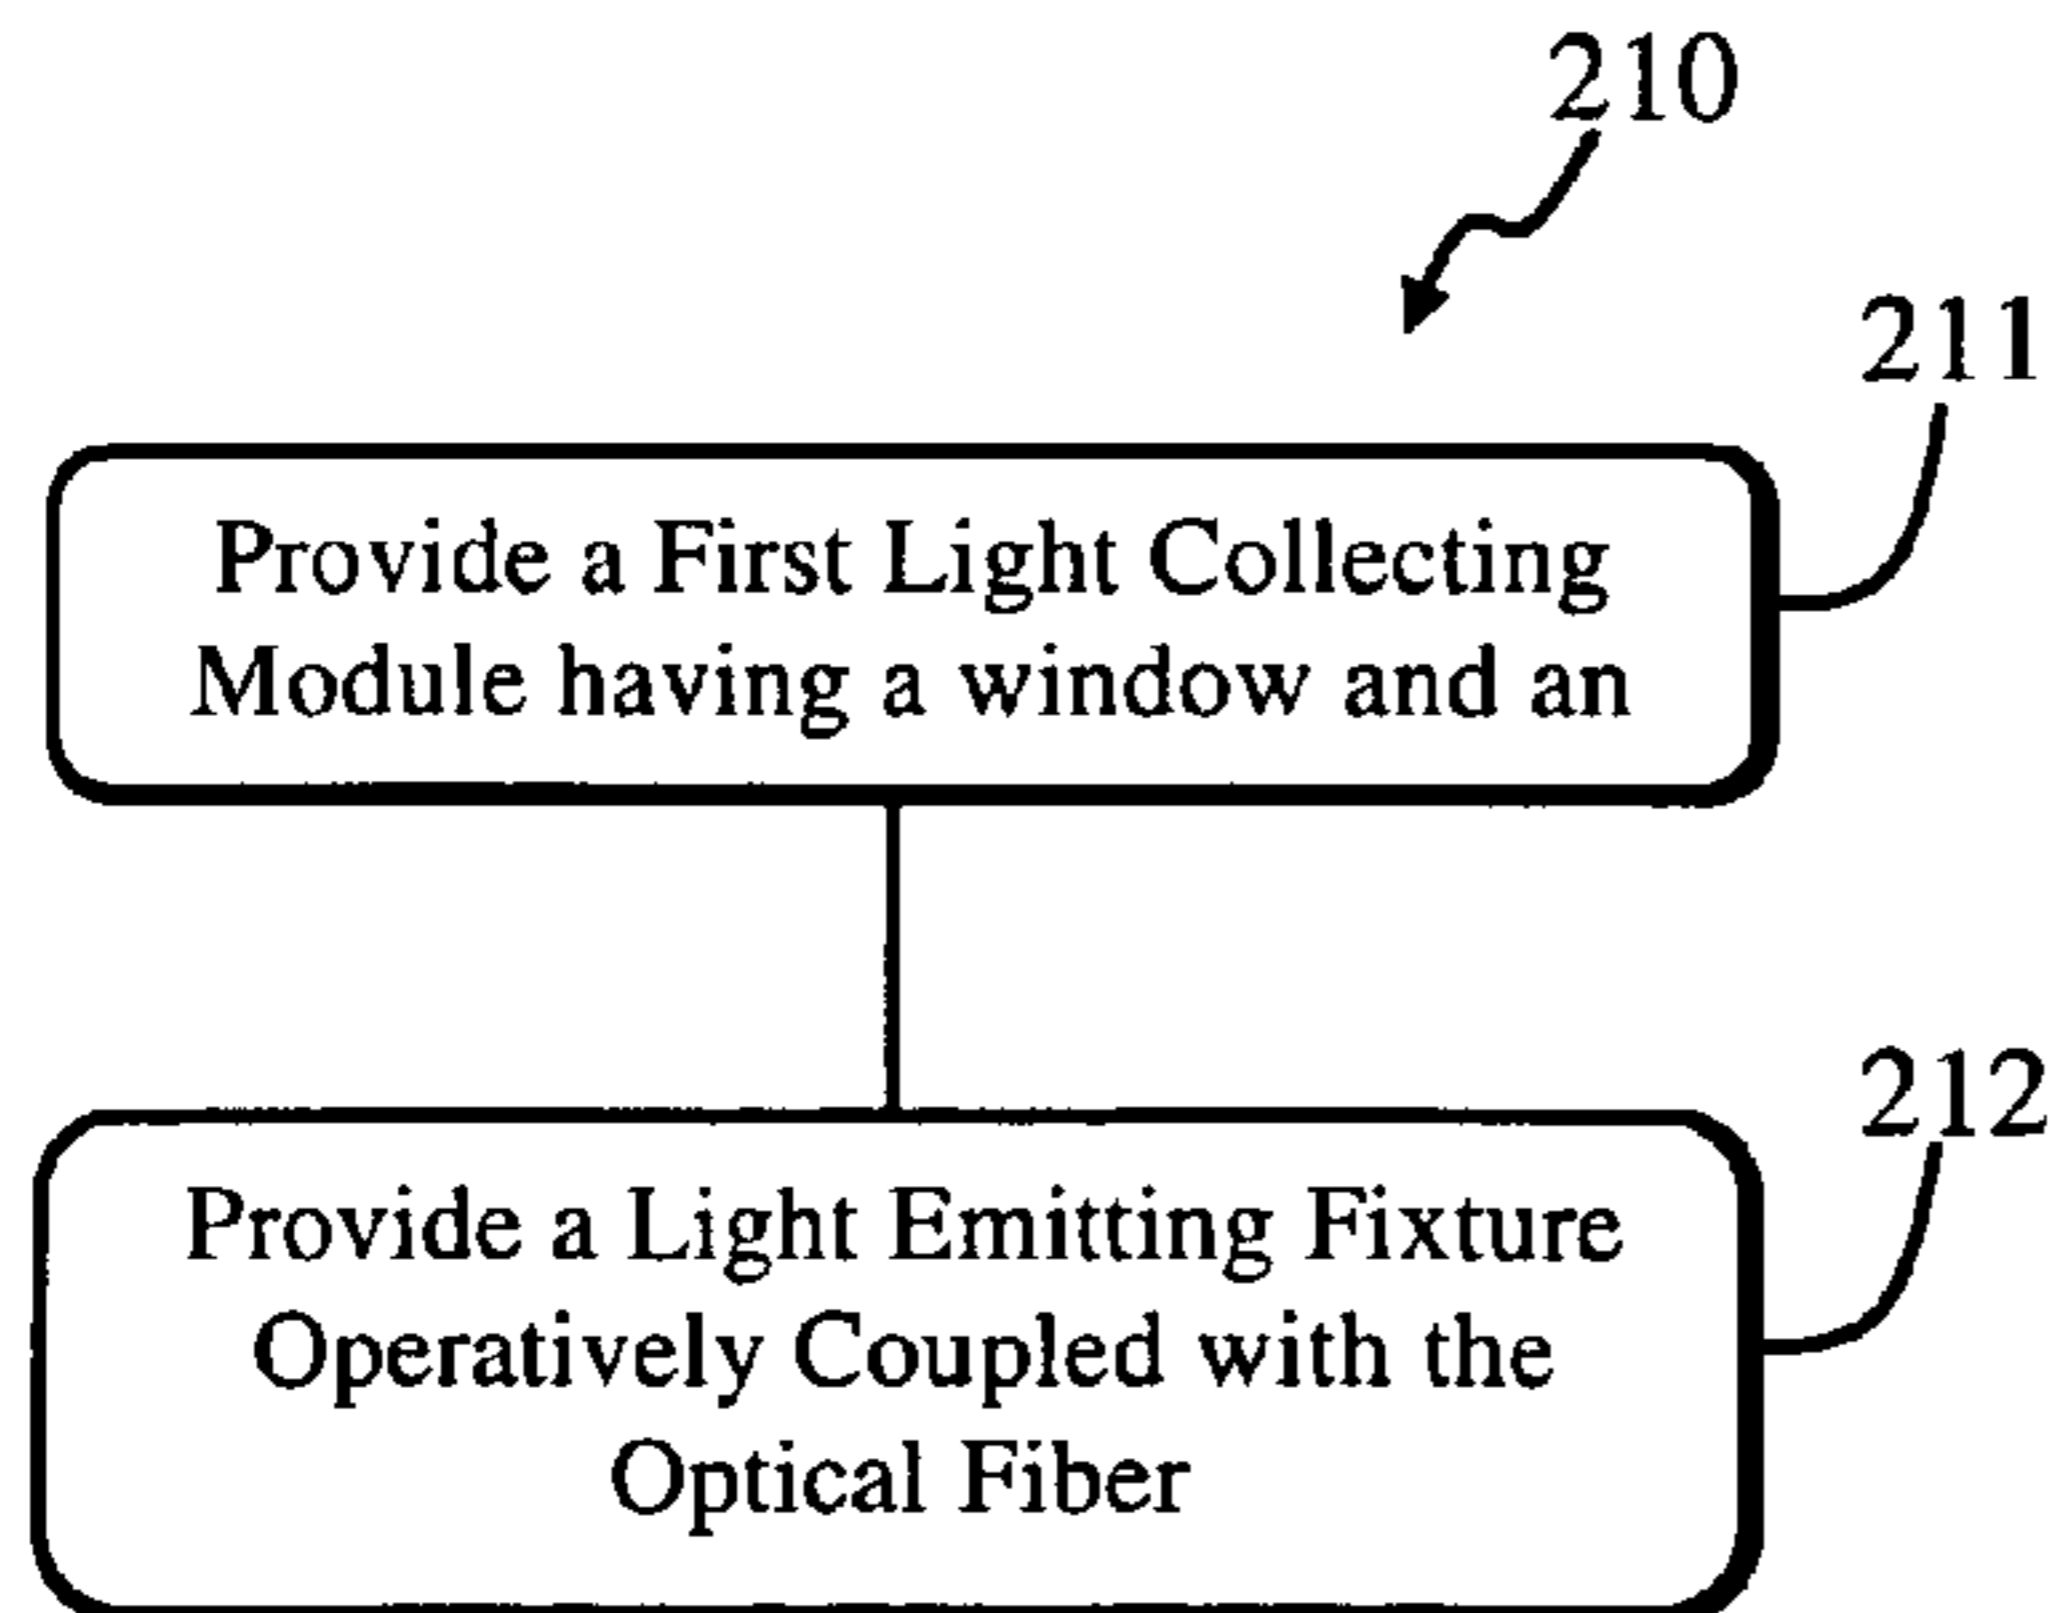 210
211
Provide a First Light Collecting
Module having a window and an
212
Provide a Light Emitting Fixture
Operatively Coupled with the
Optical Fiber